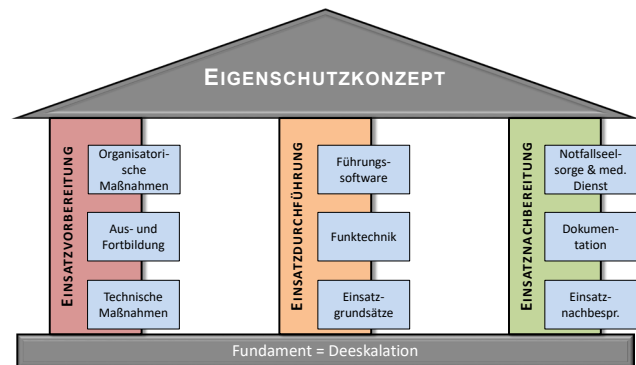 EIGENSCHUTZKONZEPT
EINSATZVORBEREITUNG
Organisatori-
sche
Maßnahmen
Aus- und
Fortbildung
Technische
Maßnahmen
EINSATZDURCHFÜHRUNG
Führungs-
software
Funktechnik
Einsatz-
grundsätze
EINSATZNACHBEREITUNG
Notfallseel-
sorge & med.
Dienst
Dokumen-
tation
Einsatz-
nachbespr.
Fundament = Deeskalation